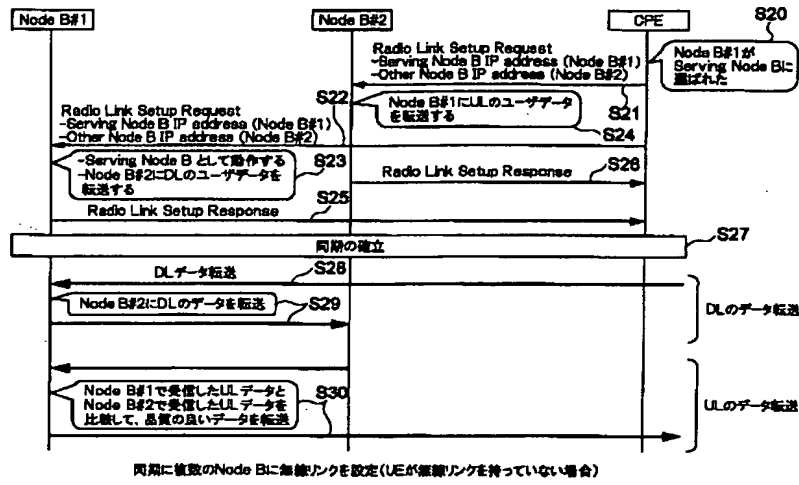 Node B#1
Node B#2
CPE
S20
Node B#1が
Serving Node Bに
選ばれた
Radio Link Setup Request
-Serving Node B IP address (Node B#1)
-Other Node B IP address (Node B#2)
S21
Node B#1にULのユーザデータ
を転送する
S24
S22
Radio Link Setup Request
-Serving Node B IP address (Node B#1)
-Other Node B IP address (Node B#2)
S23
-Serving Node B として動作する
-Node B#2にDLのユーザデータを
転送する
S26
Radio Link Setup Response
S25
Radio Link Setup Response
同期の確立
S27
DLデータ転送
S28
Node B#2にDLのデータを転送
S29
DLのデータ転送
Node B#1で受信したULデータと
Node B#2で受信したULデータを
比較して、品質の良いデータを転送
S30
ULのデータ転送
同期に複数のNode Bに無線リンクを設定(UEが無線リンクを持っていない場合)